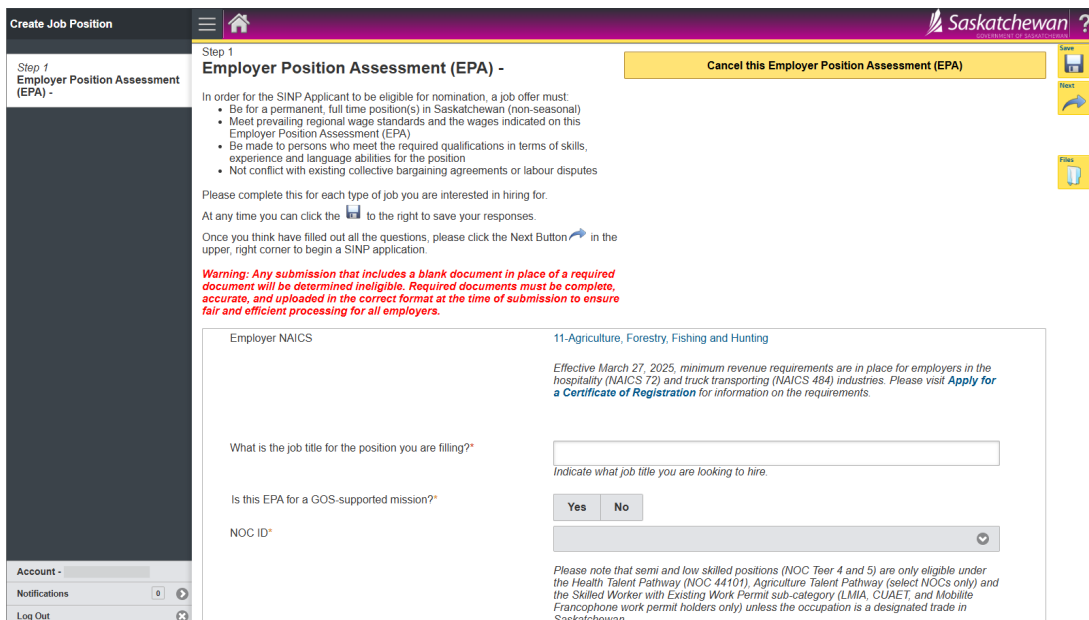 Create Job Position
Saskatchewan
GOVERNMENT OF SASKATCHEWAN
?
Step 1
Employer Position Assessment
(EPA) -
Step 1
Employer Position Assessment (EPA) -
Cancel this Employer Position Assessment (EPA)
Save
Next
Files
In order for the SINP Applicant to be eligible for nomination, a job offer must:
• Be for a permanent, full time position(s) in Saskatchewan (non-seasonal)
• Meet prevailing regional wage standards and the wages indicated on this
Employer Position Assessment (EPA)
• Be made to persons who meet the required qualifications in terms of skills,
experience and language abilities for the position
• Not conflict with existing collective bargaining agreements or labour disputes
Please complete this for each type of job you are interested in hiring for.
At any time you can click the to the right to save your responses.
Once you think have filled out all the questions, please click the Next Button in the
upper, right corner to begin a SINP application.
Warning: Any submission that includes a blank document in place of a required
document will be determined ineligible. Required documents must be complete,
accurate, and uploaded in the correct format at the time of submission to ensure
fair and efficient processing for all employers.
Employer NAICS
11-Agriculture, Forestry, Fishing and Hunting
Effective March 27, 2025, minimum revenue requirements are in place for employers in the
hospitality (NAICS 72) and truck transporting (NAICS 484) industries. Please visit Apply for
a Certificate of Registration for information on the requirements.
What is the job title for the position you are filling?*
Indicate what job title you are looking to hire.
Is this EPA for a GOS-supported mission?*
Yes No
NOC ID*
Please note that semi and low skilled positions (NOC Teer 4 and 5) are only eligible under
the Health Talent Pathway (NOC 44101), Agriculture Talent Pathway (select NOCs only) and
the Skilled Worker with Existing Work Permit sub-category (LMIA, CUAET, and Mobilite
Francophone work permit holders only) unless the occupation is a designated trade in
Saskatchewan
Account -
Notifications 0
Log Out